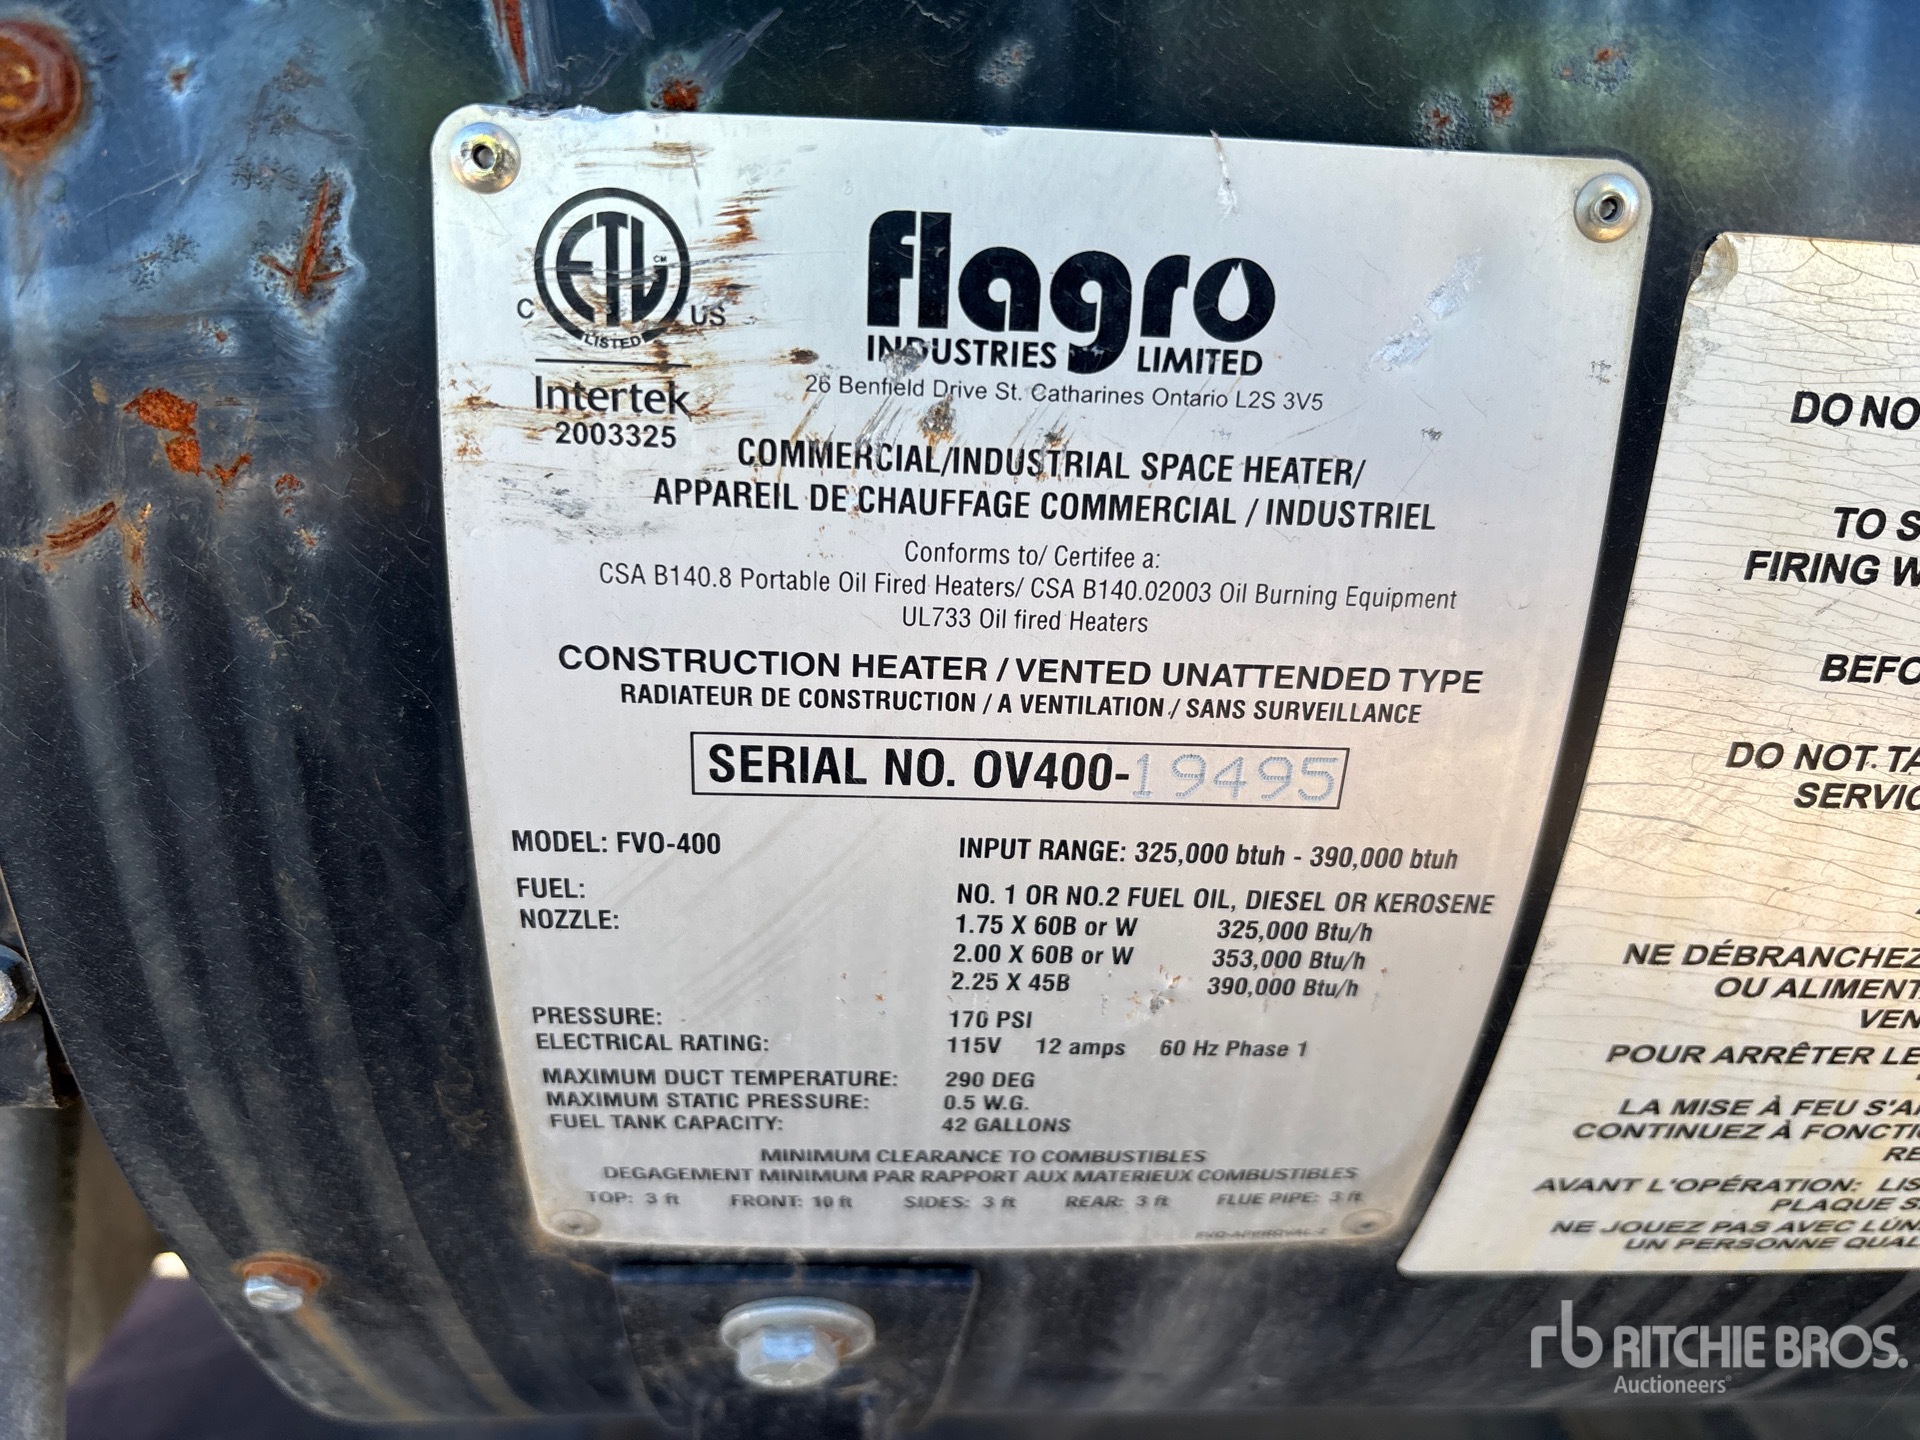 C ETL CM US
LISTED
Intertek
2003325
flagro
INDUSTRIES LIMITED
26 Benfield Drive St. Catharines Ontario L2S 3V5
COMMERCIAL/INDUSTRIAL SPACE HEATER/
APPAREIL DE CHAUFFAGE COMMERCIAL / INDUSTRIEL
Conforms to/ Certifee a:
CSA B140.8 Portable Oil Fired Heaters/ CSA B140.02003 Oil Burning Equipment
UL733 Oil fired Heaters
CONSTRUCTION HEATER / VENTED UNATTENDED TYPE
RADIATEUR DE CONSTRUCTION / A VENTILATION / SANS SURVEILLANCE
SERIAL NO. OV400-19495
MODEL: FVO-400 INPUT RANGE: 325,000 btuh - 390,000 btuh
FUEL: NO. 1 OR NO.2 FUEL OIL, DIESEL OR KEROSENE
NOZZLE: 1.75 X 60B or W 325,000 Btu/h
2.00 X 60B or W 353,000 Btu/h
2.25 X 45B 390,000 Btu/h
PRESSURE: 170 PSI
ELECTRICAL RATING: 115V 12 amps 60 Hz Phase 1
MAXIMUM DUCT TEMPERATURE: 290 DEG
MAXIMUM STATIC PRESSURE: 0.5 W.G.
FUEL TANK CAPACITY: 42 GALLONS
MINIMUM CLEARANCE TO COMBUSTIBLES
DEGAGEMENT MINIMUM PAR RAPPORT AUX MATERIEUX COMBUSTIBLES
TOP: 3 ft FRONT: 10 ft SIDES: 3 ft REAR: 3 ft FLUE PIPE: 3 ft
FVO-APPROVAL-2
DO NO
TO S
FIRING W
BEFO
DO NOT TA
SERVIC
NE DÉBRANCHEZ
OU ALIMENT
VEN
POUR ARRÊTER LE
LA MISE À FEU S'A
CONTINUEZ À FONCTI
RE
AVANT L'OPÉRATION: LIS
PLAQUE S
NE JOUEZ PAS AVEC L'UN
UN PERSONNE QUAL
rb RITCHIE BROS.
Auctioneers